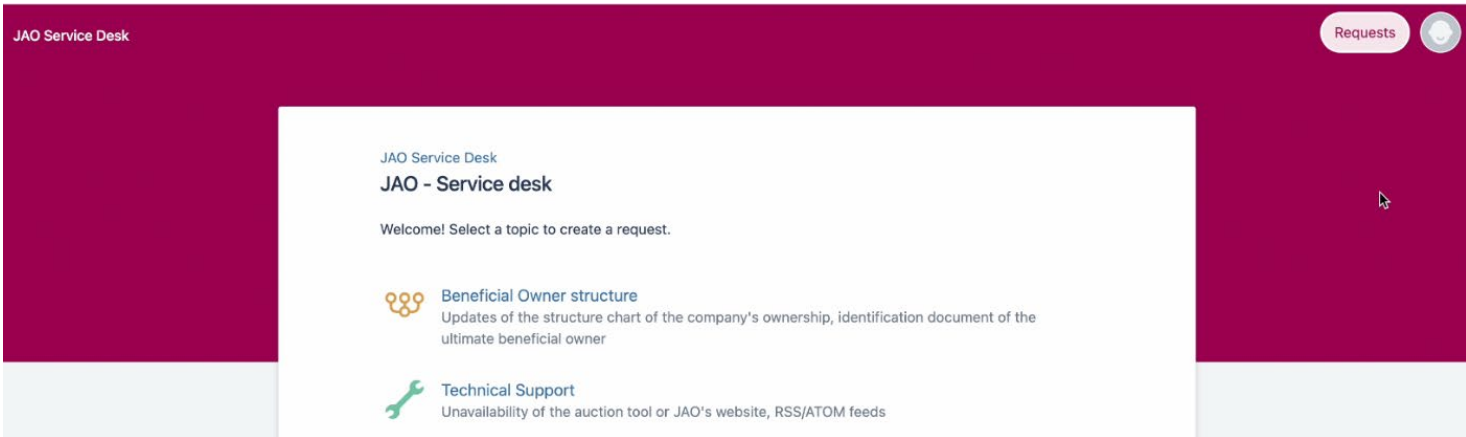 JAO Service Desk
Requests
JAO Service Desk
JAO - Service desk
Welcome! Select a topic to create a request.
Beneficial Owner structure
Updates of the structure chart of the company's ownership, identification document of the
ultimate beneficial owner
Technical Support
Unavailability of the auction tool or JAO's website, RSS/ATOM feeds